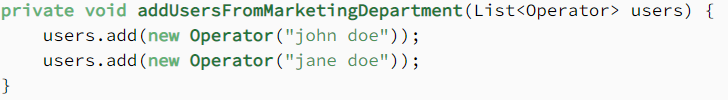 private void addUsersFromMarketingDepartment(List<Operator> users) {
    users.add(new Operator("john doe"));
    users.add(new Operator("jane doe"));
}